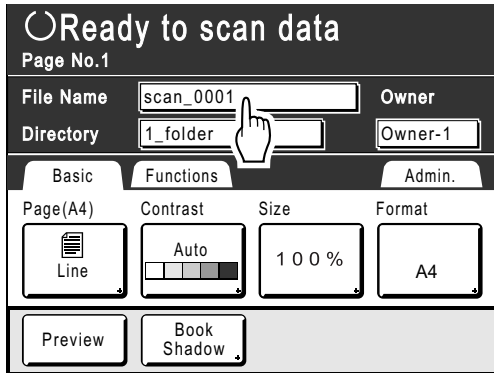 Ready to scan data
Page No.1
File Name scan_0001 Owner
Directory 1_folder Owner-1
Basic Functions Admin.
Page(A4) Contrast Size Format
Line Auto 100% A4
Preview Book Shadow